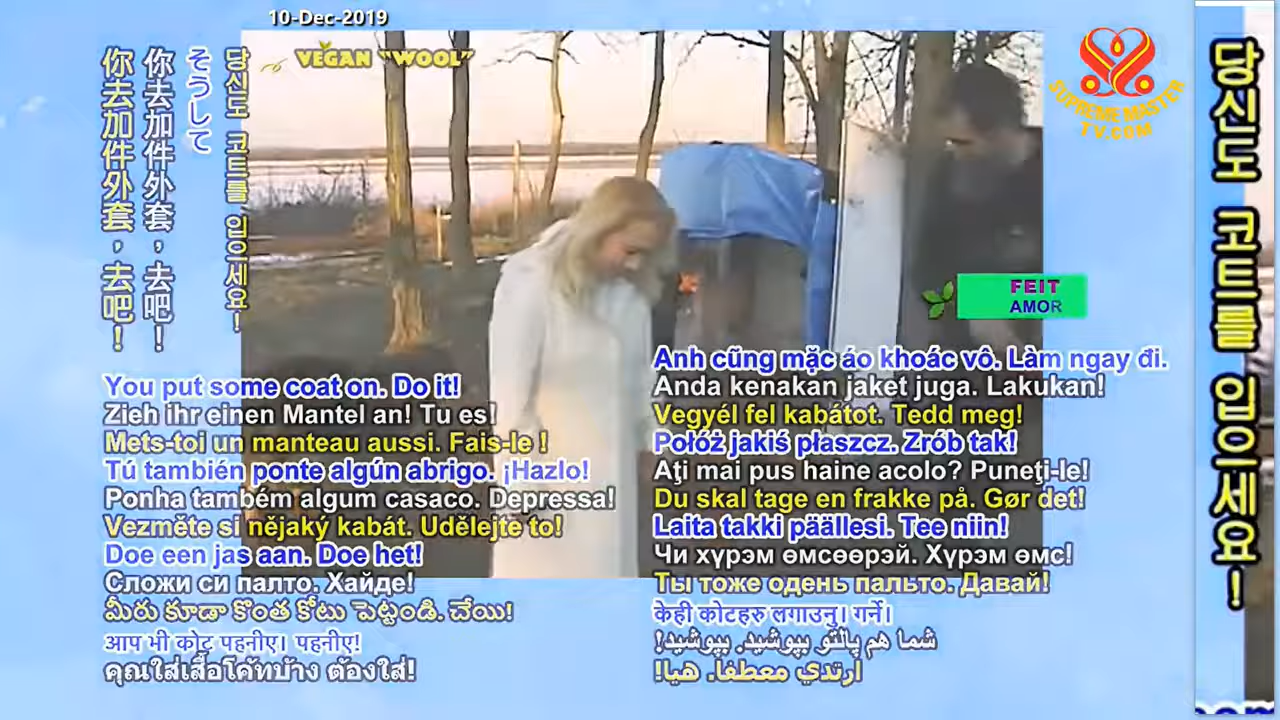 10-Dec-2019
VEGAN "WOOL"
SUPREME MASTER
TV.COM
你去加件外套，去吧！
你去加件外套，去吧！
そうして
당신도 코트를 입으세요!
당신도 코트를 입으세요!
FEIT
AMOR
You put some coat on. Do it!
Zieh ihr einen Mantel an! Tu es!
Mets-toi un manteau aussi. Fais-le !
Tú también ponte algún abrigo. ¡Hazlo!
Ponha também algum casaco. Depressa!
Vezměte si nějaký kabát. Udělejte to!
Doe een jas aan. Doe het!
Сложи си палто. Хайде!
మీరు కూడా కొంత కోటు పెట్టండి. చేయి!
आप भी कोट पहनीए। पहनीए!
คุณใส่เสื้อโค้ทบ้าง ต้องใส่!
Anh cũng mặc áo khoác vô. Làm ngay đi.
Anda kenakan jaket juga. Lakukan!
Vegyél fel kabátot. Tedd meg!
Połóż jakiś płaszcz. Zrób tak!
Aţi mai pus haine acolo? Puneţi-le!
Du skal tage en frakke på. Gør det!
Laita takki päällesi. Tee niin!
Чи хүрэм өмсөөрэй. Хүрэм өмс!
Ты тоже одень пальто. Давай!
केही कोटहरु लगाउनु। गर्ने।
شما هم پالتو بپوشید. بپوشید!
ارتدي معطفا. هيا!